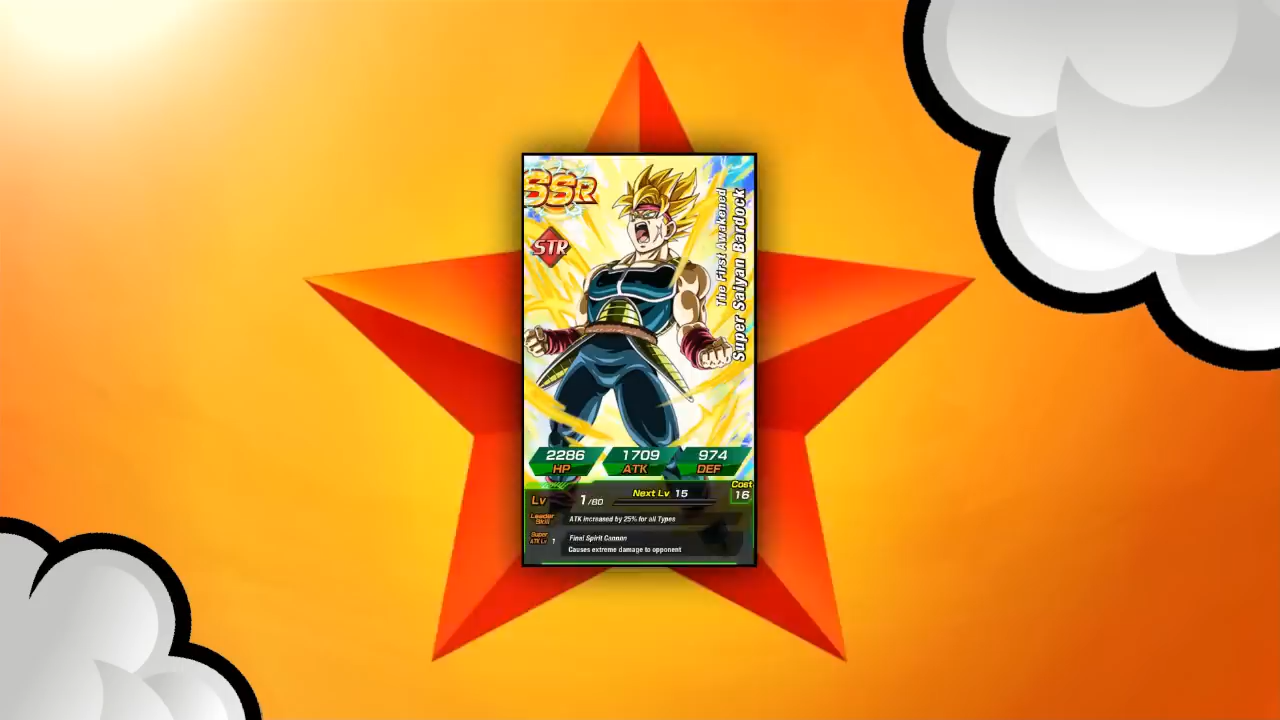 SSR
STR
The First Awakened
Super Saiyan Bardock
2286 1709 974
HP ATK DEF
Cost
16
Lv 1/60 Next Lv 15
Leader
Skill
ATK increased by 25% for all Types
Super
ATK Lv. 1
Final Spirit Cannon
Causes extreme damage to opponent